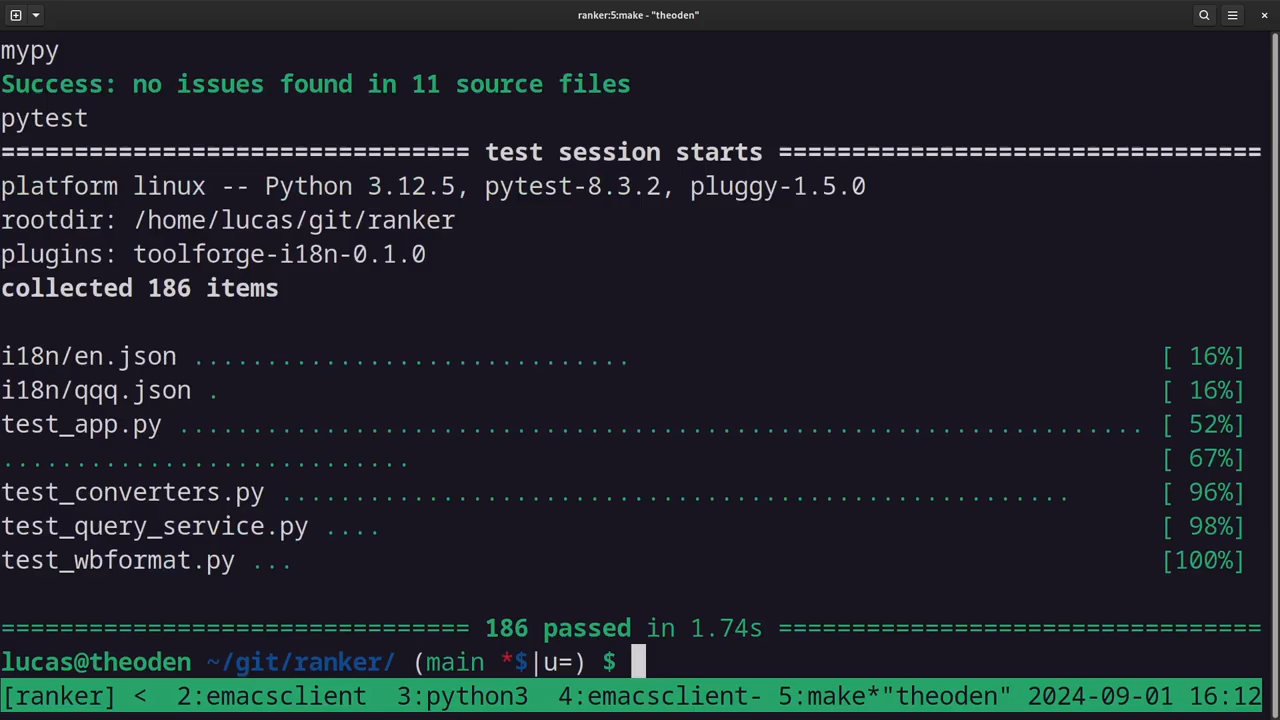 ranker:5:make - "theoden"
mypy
Success: no issues found in 11 source files
pytest
================================ test session starts =================================
platform linux -- Python 3.12.5, pytest-8.3.2, pluggy-1.5.0
rootdir: /home/lucas/git/ranker
plugins: toolforge-i18n-0.1.0
collected 186 items
i18n/en.json .............................. [ 16%]
i18n/qqq.json . [ 16%]
test_app.py .................................................................. [ 52%]
............................ [ 67%]
test_converters.py ...................................................... [ 96%]
test_query_service.py .... [ 98%]
test_wbformat.py ... [100%]
================================ 186 passed in 1.74s =================================
lucas@theoden ~/git/ranker/ (main *$|u=) $
[ranker] <  2:emacsclient  3:python3  4:emacsclient- 5:make*"theoden" 2024-09-01 16:12